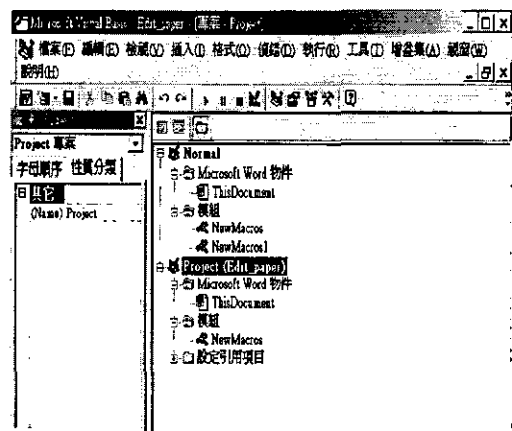 Microsoft Visual Basic - Edit_paper - [專案 - Project]
檔案(F) 編輯(E) 檢視(V) 插入(I) 格式(O) 偵錯(D) 執行(R) 工具(T) 增益集(A) 視窗(W)
說明(H)
Project 專案
字母順序 性質分類
其它
(Name) Project
Normal
Microsoft Word 物件
ThisDocument
模組
NewMacros
NewMacros1
Project (Edit_paper)
Microsoft Word 物件
ThisDocument
模組
NewMacros
設定引用項目